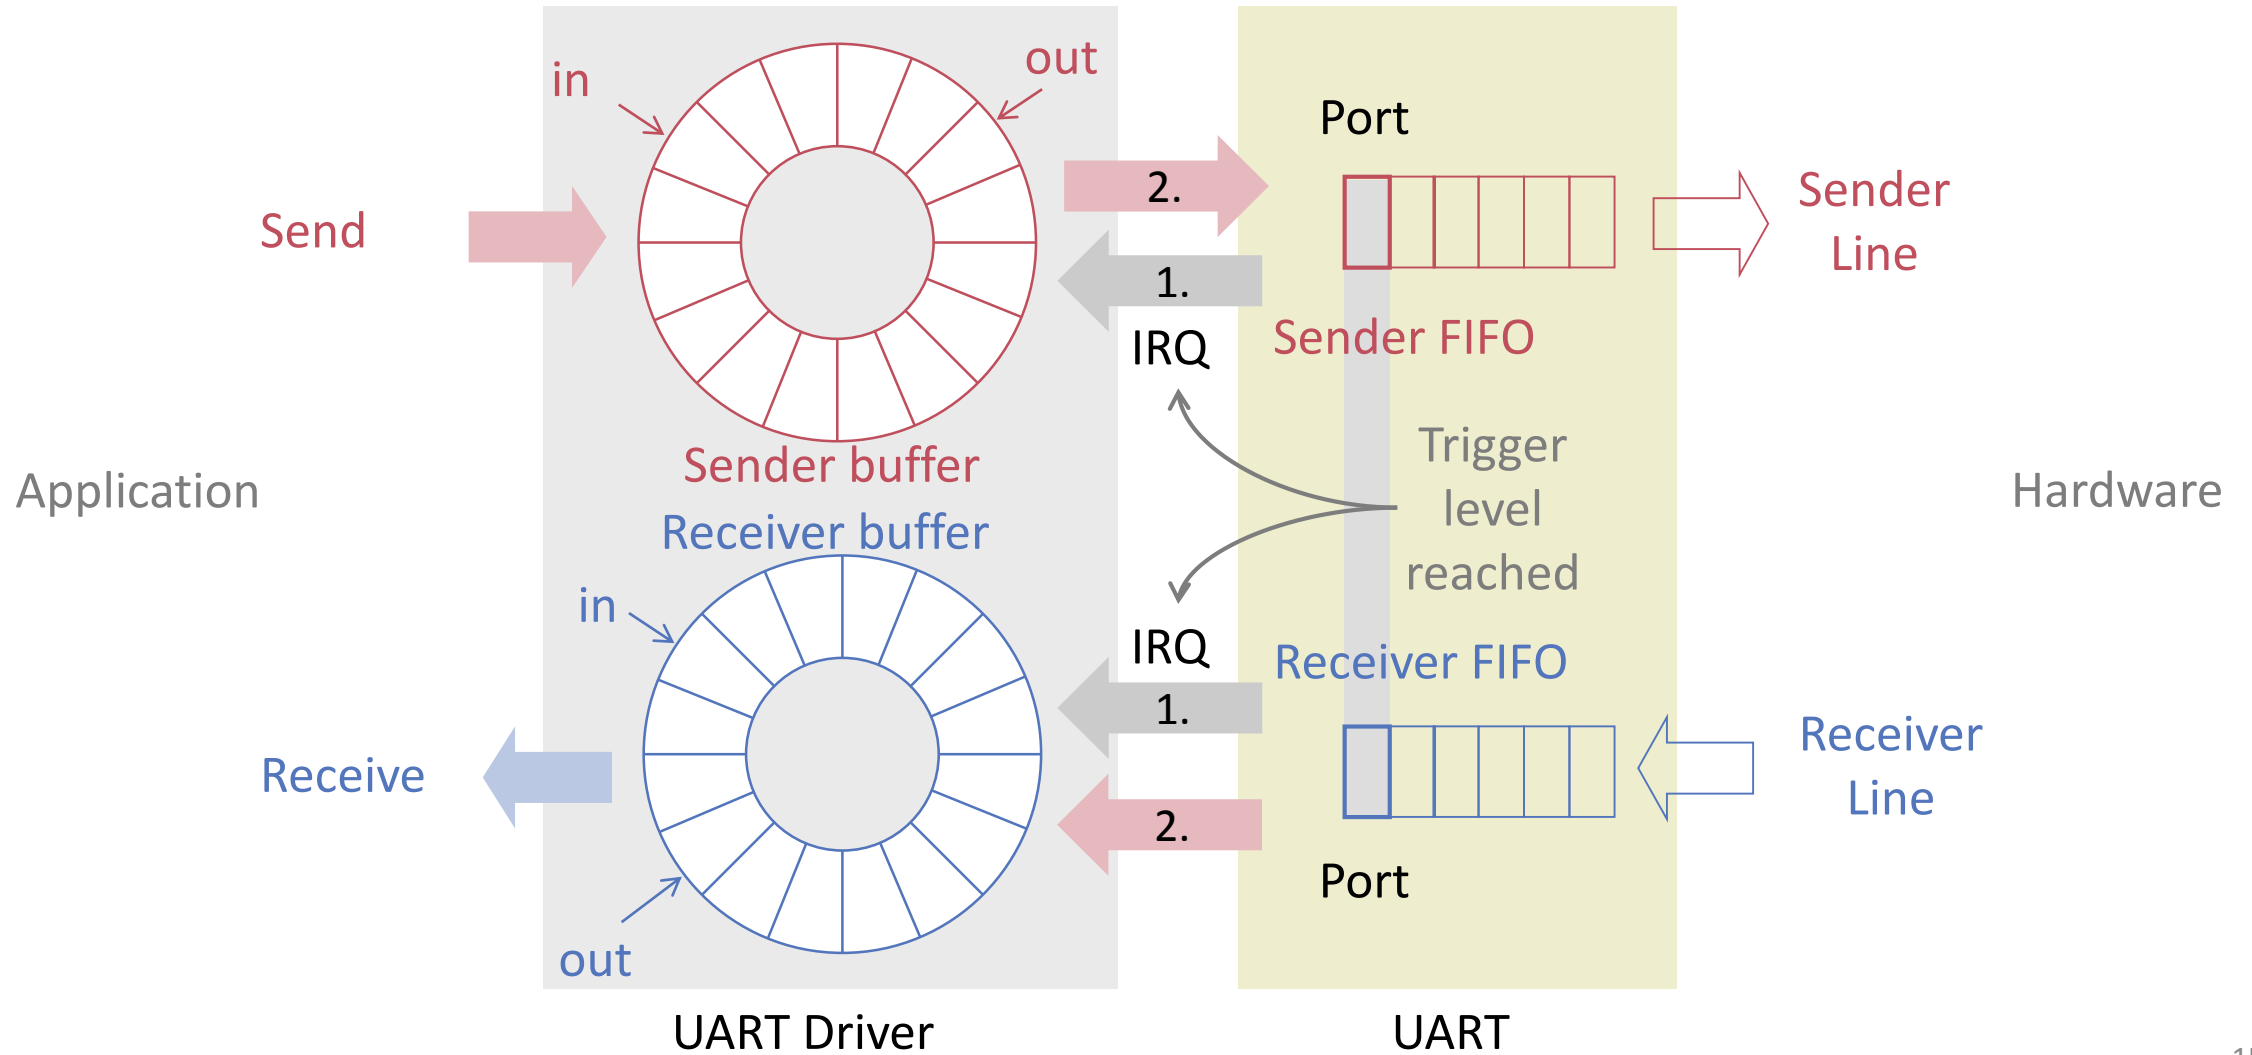 in
out
Port
2.
Send
1.
Sender
Line
IRQ
Sender FIFO
Trigger
level
reached
Sender buffer
Application
Hardware
Receiver buffer
in
IRQ
Receiver FIFO
1.
Receive
2.
Receiver
Line
Port
out
UART Driver
UART